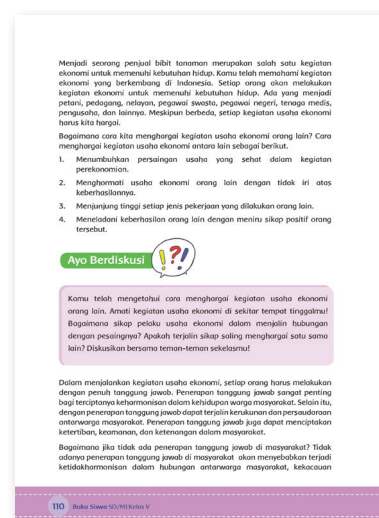 Menjadi seorang penjual bibit tanaman merupakan salah satu kegiatan
ekonomi untuk memenuhi kebutuhan hidup. Kamu telah memahami kegiatan
ekonomi yang berkembang di Indonesia. Setiap orang akan melakukan
kegiatan ekonomi untuk memenuhi kebutuhan hidup. Ada yang menjadi
petani, pedagang, nelayan, pegawai swasta, pegawai negeri, tenaga medis,
pengusaha, dan lainnya. Meskipun berbeda, setiap kegiatan usaha ekonomi
harus kita hargai.
Bagaimana cara kita menghargai kegiatan usaha ekonomi orang lain? Cara
menghargai kegiatan usaha ekonomi antara lain sebagai berikut.
1. Menumbuhkan persaingan usaha yang sehat dalam kegiatan
perekonomian.
2. Menghormati usaha ekonomi orang lain dengan tidak iri atas
keberhasilannya.
3. Menjunjung tinggi setiap jenis pekerjaan yang dilakukan orang lain.
4. Meneladani keberhasilan orang lain dengan meniru sikap positif orang
tersebut.
Ayo Berdiskusi !?!
Kamu telah mengetahui cara menghargai kegiatan usaha ekonomi
orang lain. Amati kegiatan usaha ekonomi di sekitar tempat tinggalmu!
Bagaimana sikap pelaku usaha ekonomi dalam menjalin hubungan
dengan pesaingnya? Apakah terjalin sikap saling menghargai satu sama
lain? Diskusikan bersama teman-teman sekelasmu!
Dalam menjalankan kegiatan usaha ekonomi, setiap orang harus melakukan
dengan penuh tanggung jawab. Penerapan tanggung jawab sangat penting
bagi terciptanya keharmonisan dalam kehidupan warga masyarakat. Selain itu,
dengan penerapan tanggung jawab dapat terjalin kerukunan dan persaudaraan
antarwarga masyarakat. Penerapan tanggung jawab juga dapat menciptakan
ketertiban, keamanan, dan ketenangan dalam masyarakat.
Bagaimana jika tidak ada penerapan tanggung jawab di masyarakat? Tidak
adanya penerapan tanggung jawab di masyarakat akan menyebabkan terjadi
ketidakharmonisan dalam hubungan antarwarga masyarakat, kekacauan
110 Buku Siswa SD/MI Kelas V